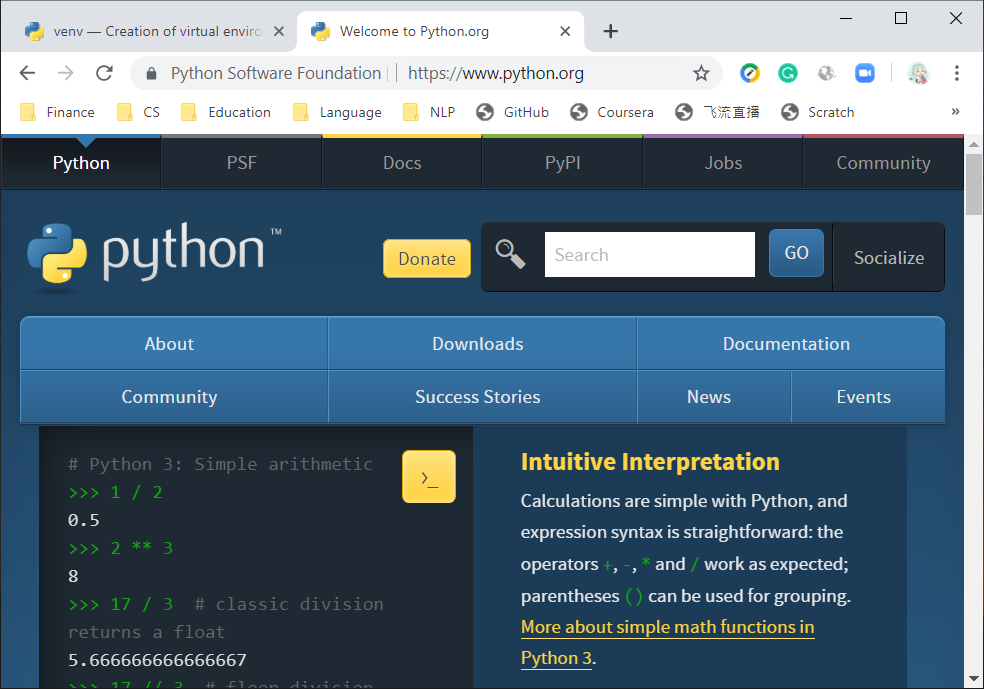 venv — Creation of virtual enviro
Welcome to Python.org
Python Software Foundation | https://www.python.org
Finance CS Education Language NLP GitHub Coursera 飞流直播 Scratch »
Python PSF Docs PyPI Jobs Community
python™
Donate Search GO Socialize
About Downloads Documentation
Community Success Stories News Events
# Python 3: Simple arithmetic
>>> 1 / 2
0.5
>>> 2 ** 3
8
>>> 17 / 3  # classic division
returns a float
5.666666666666667
>>> 17 // 3  # floor division
>_
Intuitive Interpretation
Calculations are simple with Python, and
expression syntax is straightforward: the
operators +, -, * and / work as expected;
parentheses () can be used for grouping.
More about simple math functions in
Python 3.